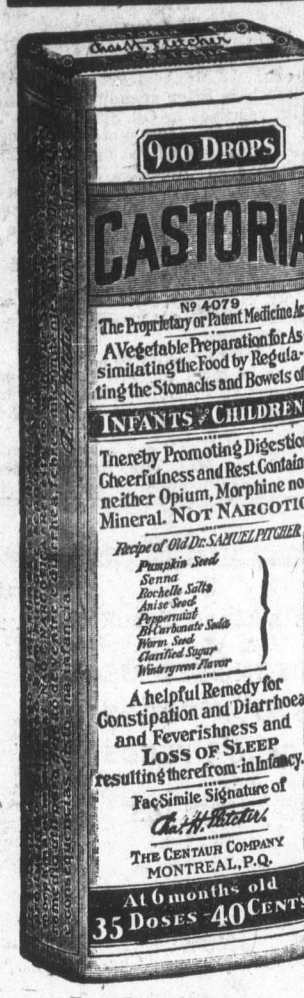 Chas. H. Fletcher
900 DROPS
CASTORIA
Nº 4079
The Proprietary or Patent Medicine Ac
A Vegetable Preparation for As
similating the Food by Regula-
ting the Stomachs and Bowels of
INFANTS & CHILDREN
Thereby Promoting Digestion
Cheerfulness and Rest. Contain
neither Opium, Morphine no
Mineral. NOT NARCOTIC
Recipe of Old Dr. SAMUEL PITCHER
Pumpkin Seed
Senna
Rochelle Salts
Anise Seed
Peppermint
Bi Carbonate Soda
Worm Seed
Clarified Sugar
Wintergreen Flavor
A helpful Remedy for
Constipation and Diarrhoea
and Feverishness and
LOSS OF SLEEP
resulting therefrom-in Infancy.
Fac Simile Signature of
Chas. H. Fletcher.
THE CENTAUR COMPANY
MONTREAL, P.Q.
At 6 months old
35 DOSES - 40 CENTS